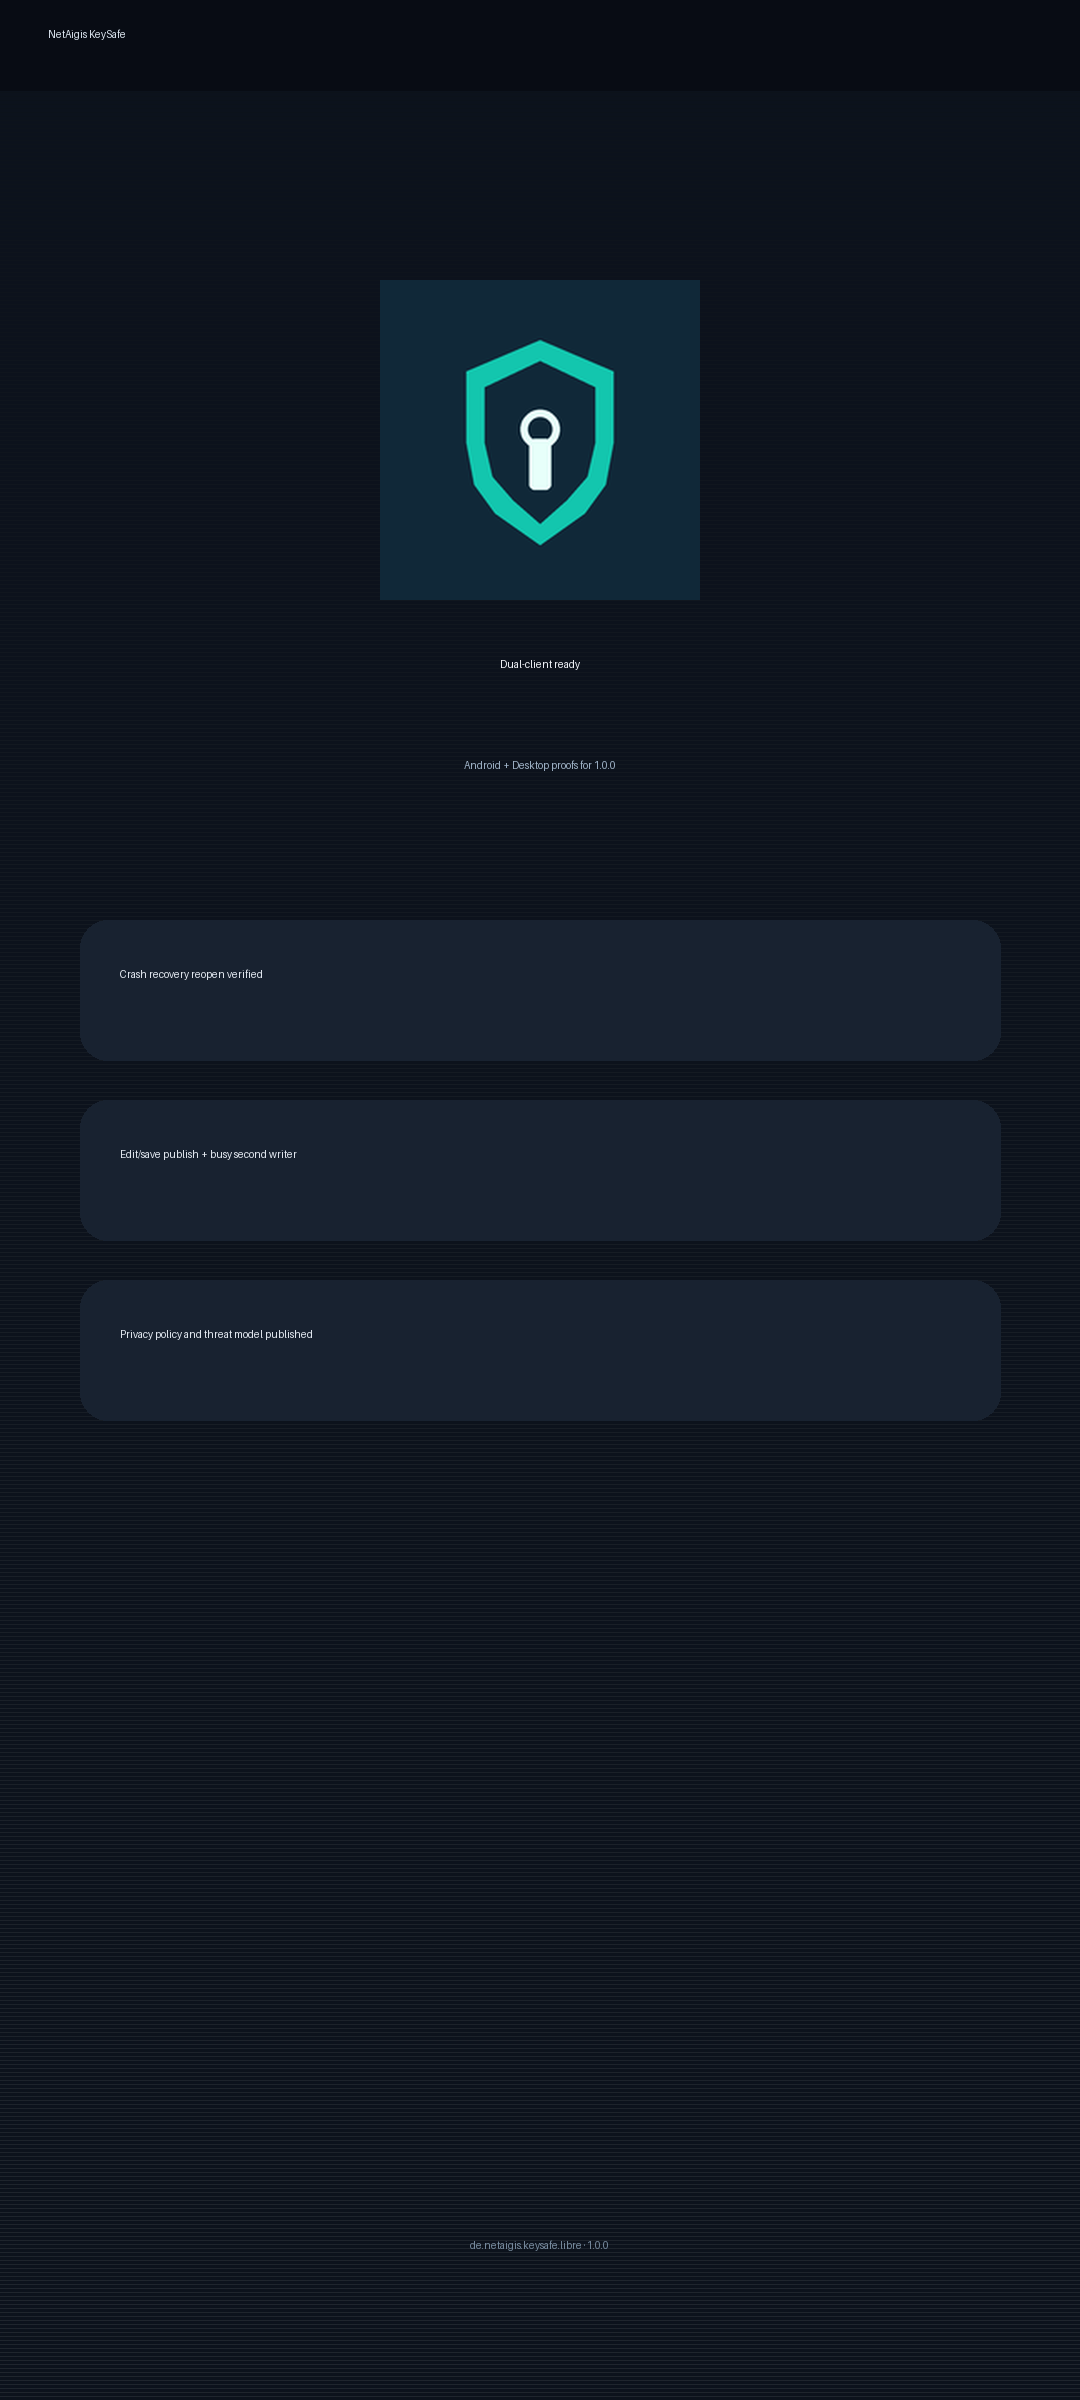 NetAigis KeySafe
Dual-client ready
Android + Desktop proofs for 1.0.0
Crash recovery reopen verified
Edit/save publish + busy second writer
Privacy policy and threat model published
de.netaigis.keysafe.libre · 1.0.0